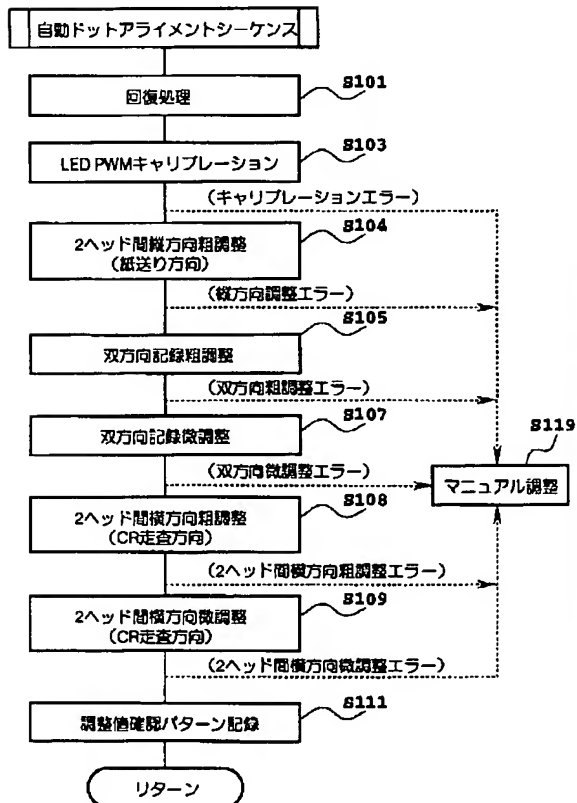 自動ドットアライメントシーケンス
回復処理
S101
LED PWMキャリブレーション
S103
(キャリブレーションエラー)
2ヘッド間縦方向粗調整
(紙送り方向)
S104
(縦方向調整エラー)
双方向記録粗調整
S105
(双方向粗調整エラー)
双方向記録微調整
S107
(双方向微調整エラー)
マニュアル調整
S119
2ヘッド間横方向粗調整
(CR走査方向)
S108
(2ヘッド間横方向粗調整エラー)
2ヘッド間横方向微調整
(CR走査方向)
S109
(2ヘッド間横方向微調整エラー)
調整値確認パターン記録
S111
リターン